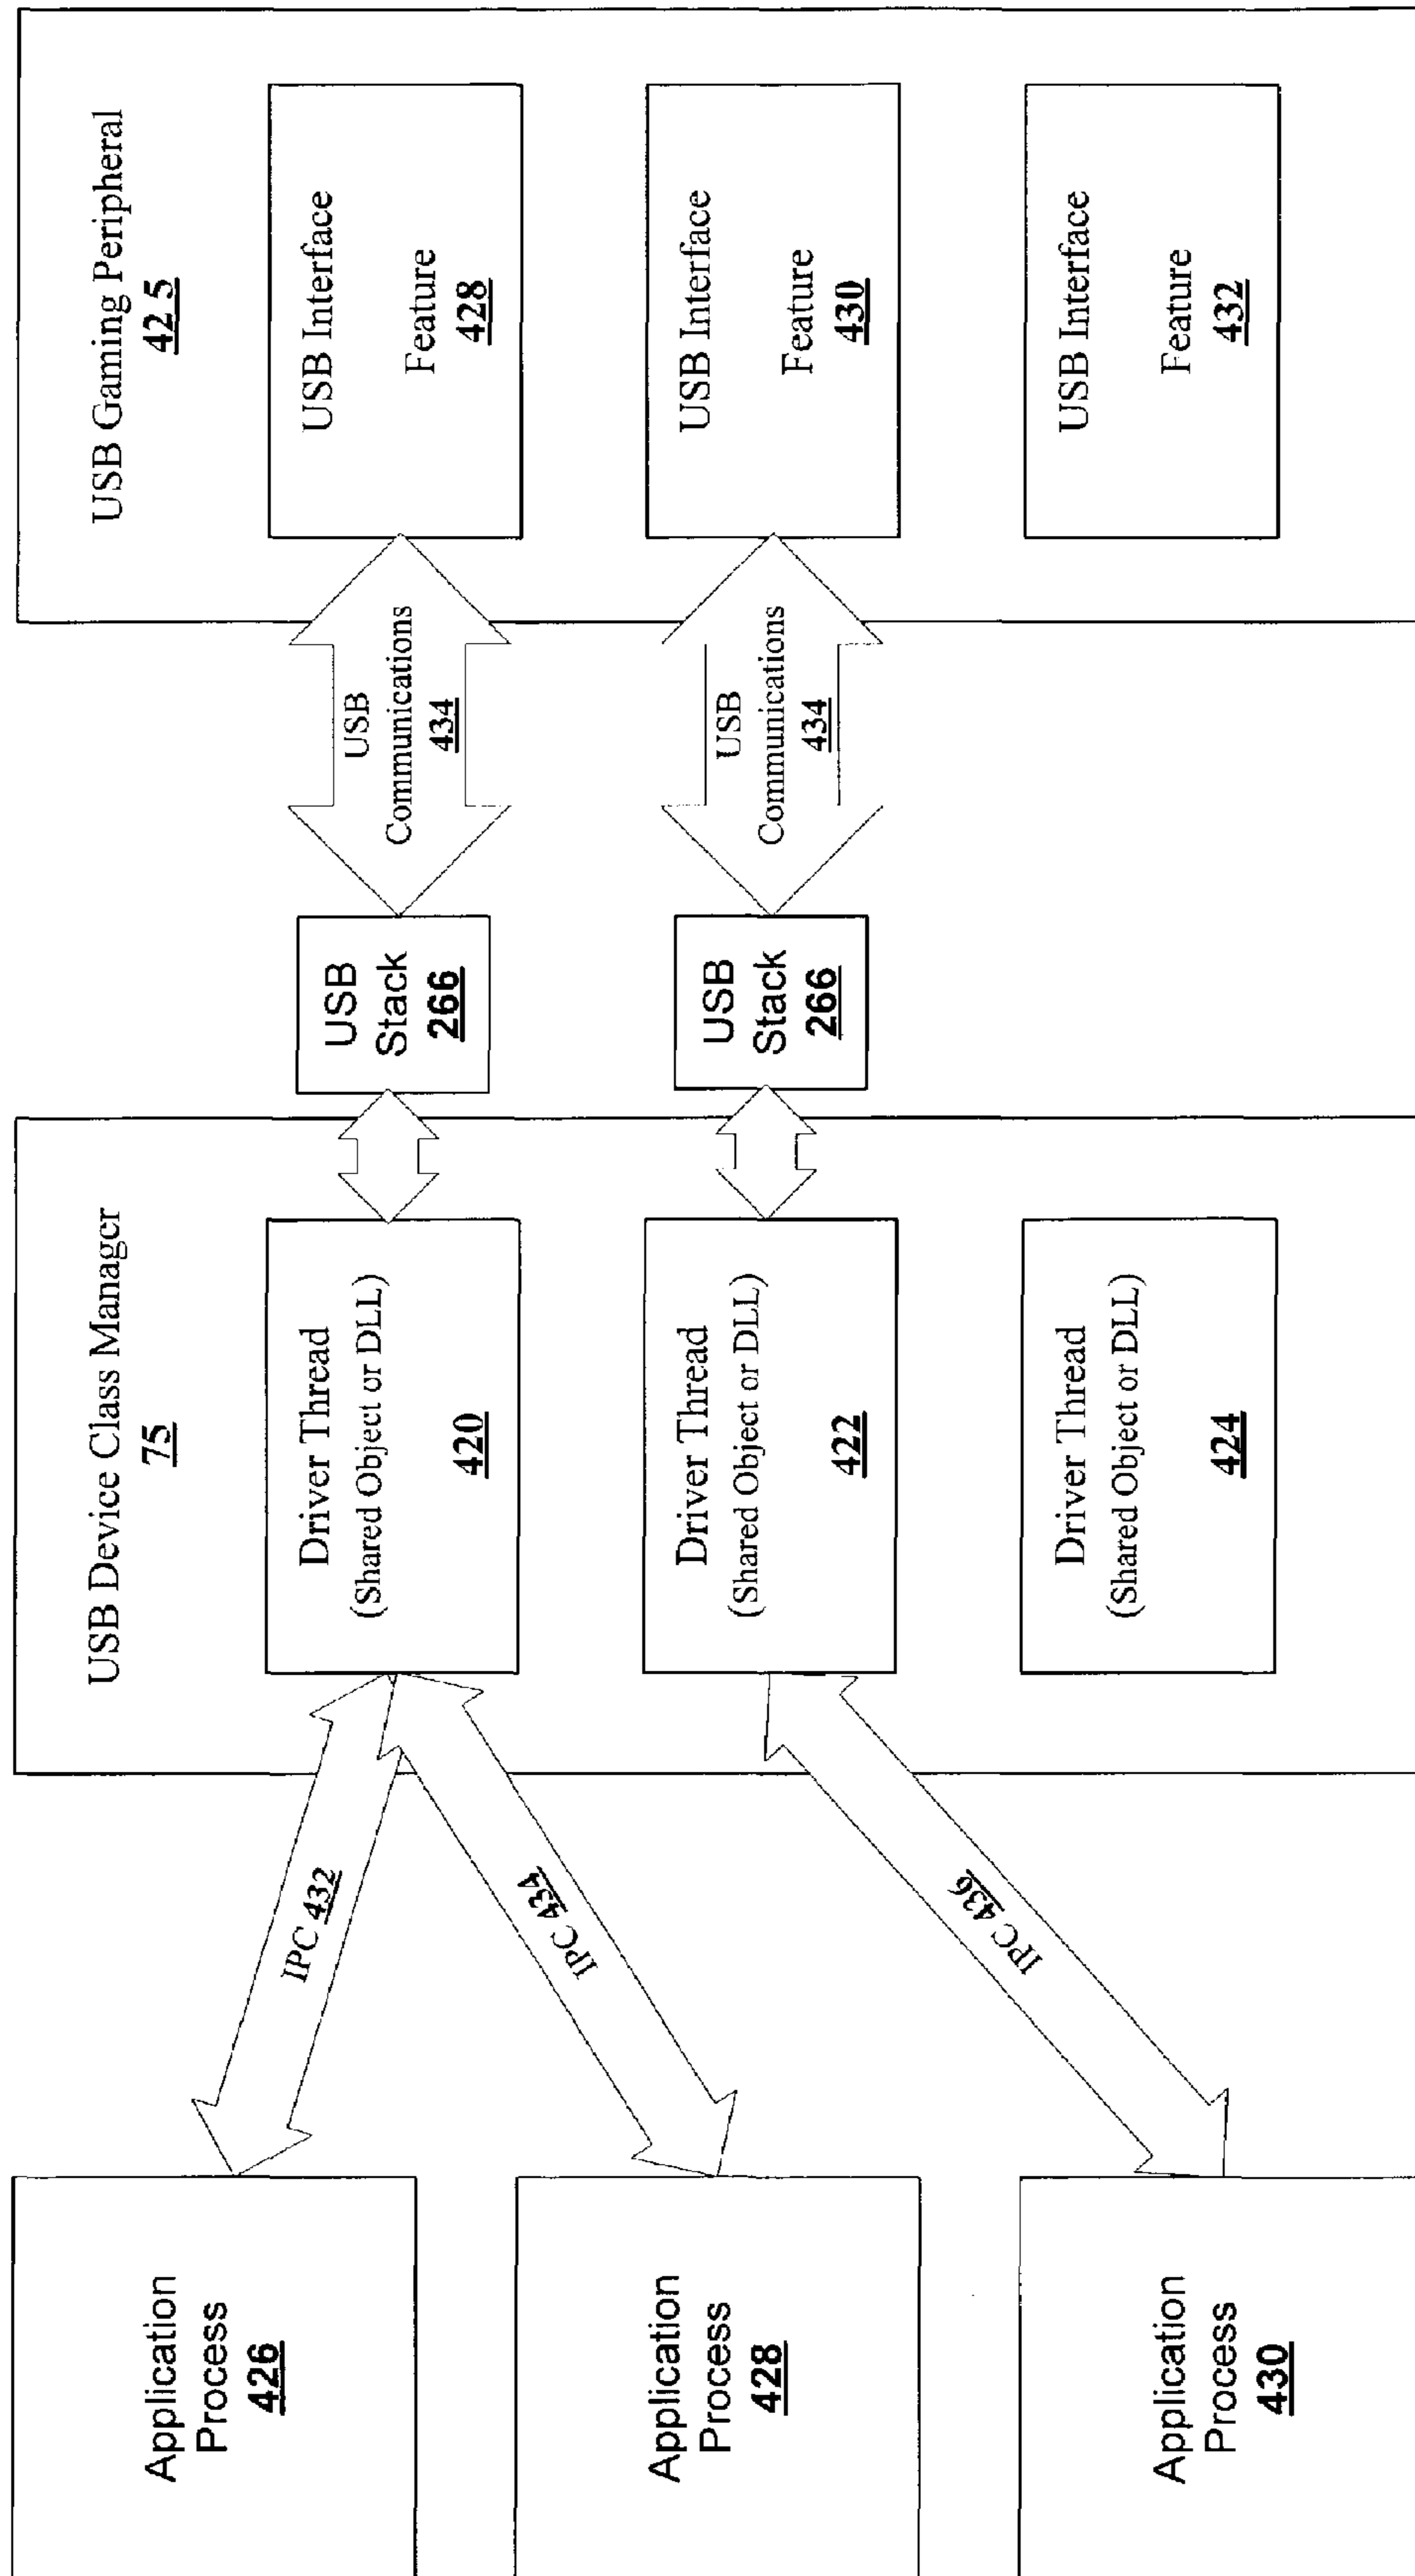 Application
Process
426
Application
Process
428
Application
Process
430
IPC 432
IPC 434
IPC 436
USB Device Class Manager
75
Driver Thread
(Shared Object or DLL)
420
Driver Thread
(Shared Object or DLL)
422
Driver Thread
(Shared Object or DLL)
424
USB
Stack
266
USB
Stack
266
USB
Communications
434
USB
Communications
434
USB Gaming Peripheral
42 5
USB Interface
Feature
428
USB Interface
Feature
430
USB Interface
Feature
432